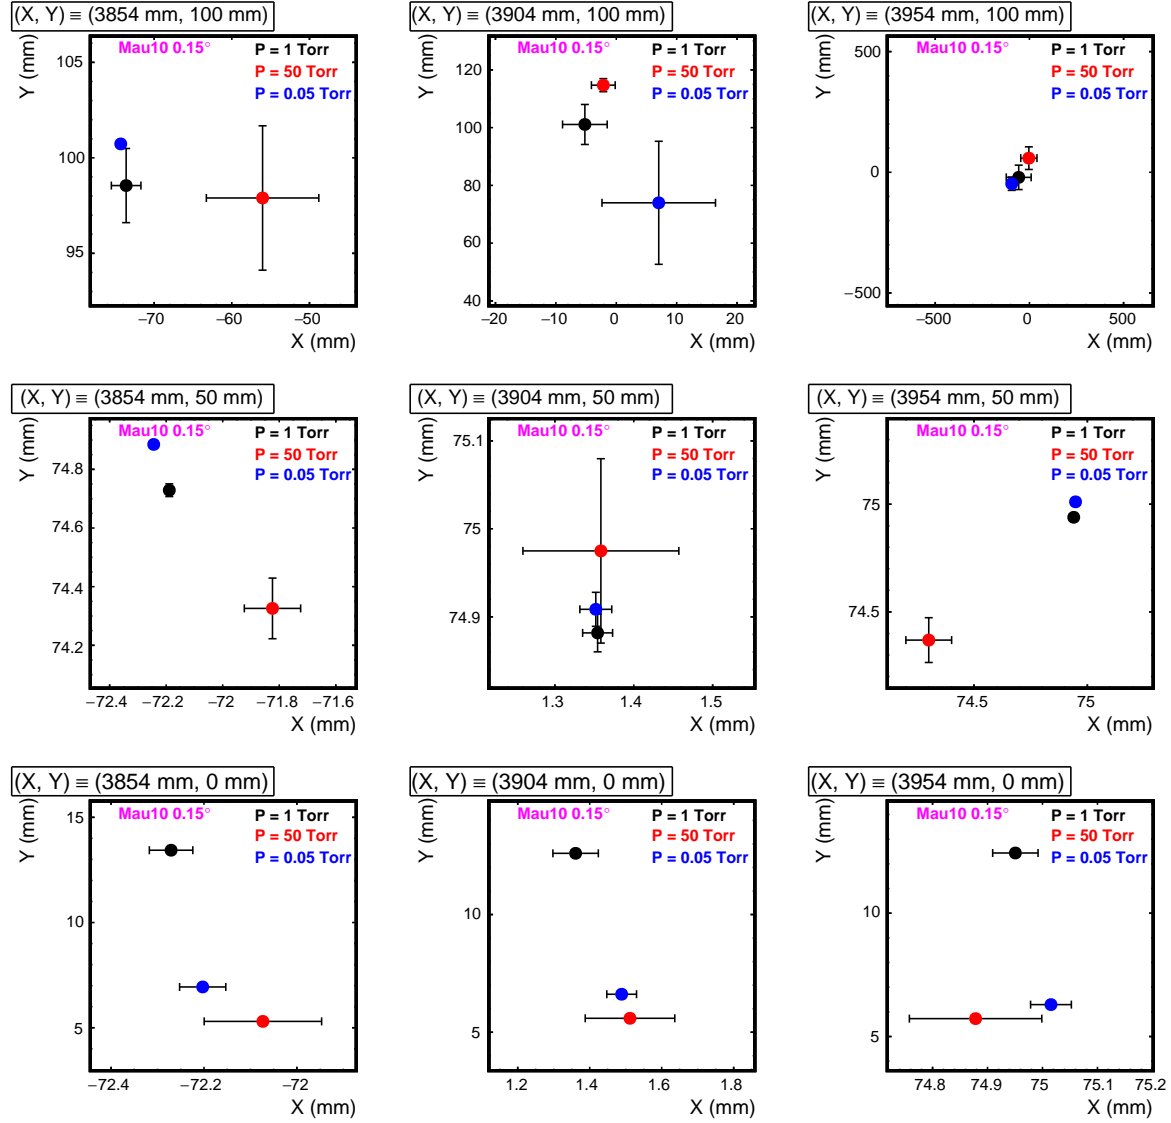 (X, Y) ≡ (3854 mm, 100 mm)
Y (mm)
Mau10 0.15°
P = 1 Torr
P = 50 Torr
P = 0.05 Torr
105
100
95
−70 −60 −50
X (mm)
(X, Y) ≡ (3904 mm, 100 mm)
Y (mm)
Mau10 0.15°
P = 1 Torr
P = 50 Torr
P = 0.05 Torr
120
100
80
60
40
−20 −10 0 10 20
X (mm)
(X, Y) ≡ (3954 mm, 100 mm)
Y (mm)
Mau10 0.15°
P = 1 Torr
P = 50 Torr
P = 0.05 Torr
500
0
−500
−500 0 500
X (mm)
(X, Y) ≡ (3854 mm, 50 mm)
Y (mm)
Mau10 0.15°
P = 1 Torr
P = 50 Torr
P = 0.05 Torr
74.8
74.6
74.4
74.2
−72.4 −72.2 −72 −71.8 −71.6
X (mm)
(X, Y) ≡ (3904 mm, 50 mm)
Y (mm)
Mau10 0.15°
P = 1 Torr
P = 50 Torr
P = 0.05 Torr
75.1
75
74.9
1.3 1.4 1.5
X (mm)
(X, Y) ≡ (3954 mm, 50 mm)
Y (mm)
Mau10 0.15°
P = 1 Torr
P = 50 Torr
P = 0.05 Torr
75
74.5
74.5 75
X (mm)
(X, Y) ≡ (3854 mm, 0 mm)
Y (mm)
Mau10 0.15°
P = 1 Torr
P = 50 Torr
P = 0.05 Torr
15
10
5
−72.4 −72.2 −72
X (mm)
(X, Y) ≡ (3904 mm, 0 mm)
Y (mm)
Mau10 0.15°
P = 1 Torr
P = 50 Torr
P = 0.05 Torr
10
5
1.2 1.4 1.6 1.8
X (mm)
(X, Y) ≡ (3954 mm, 0 mm)
Y (mm)
Mau10 0.15°
P = 1 Torr
P = 50 Torr
P = 0.05 Torr
10
5
74.8 74.9 75 75.1 75.2
X (mm)